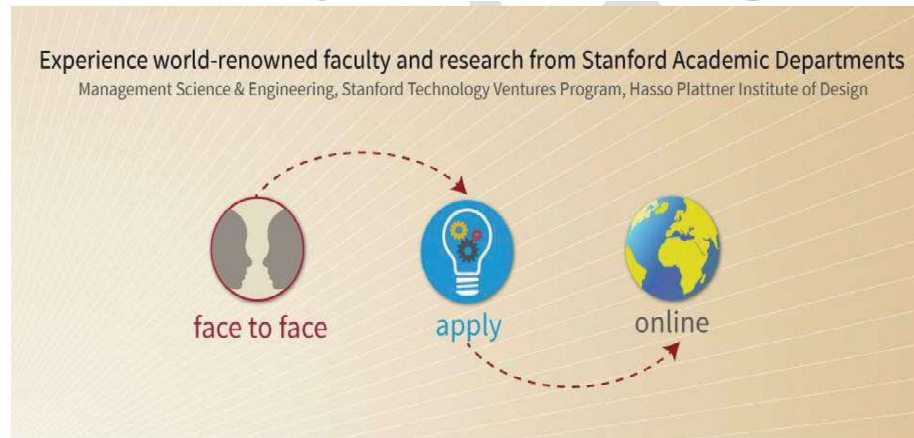 Experience world-renowned faculty and research from Stanford Academic Departments
Management Science & Engineering, Stanford Technology Ventures Program, Hasso Plattner Institute of Design
face to face
apply
online